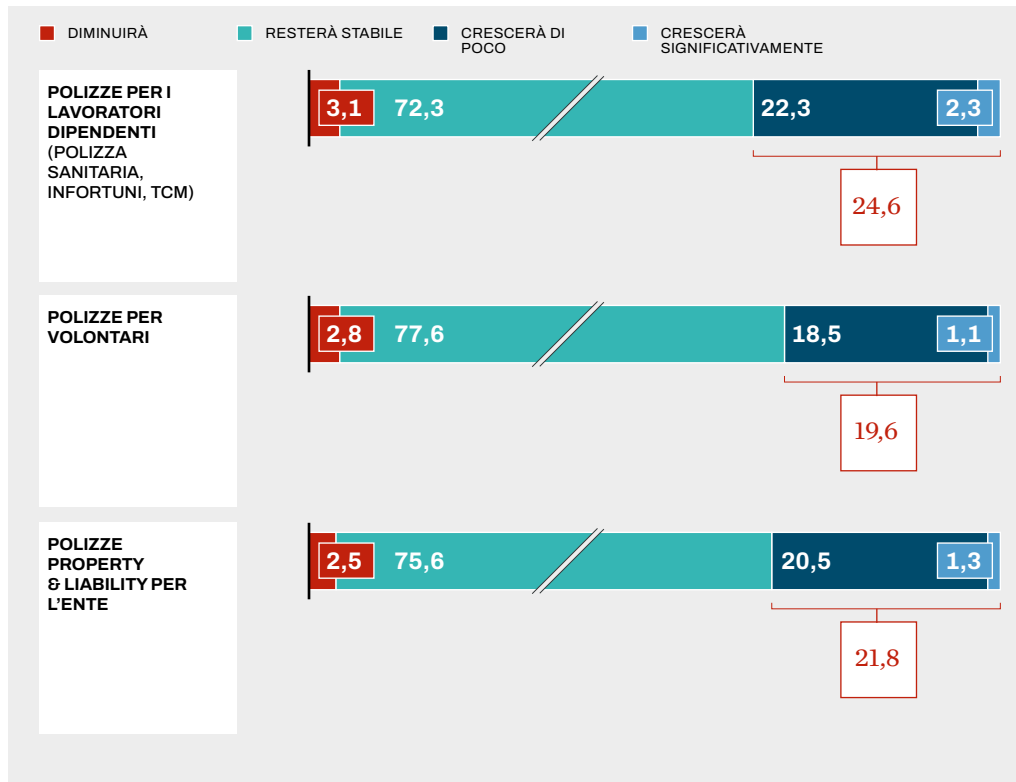 DIMINUIRÀ
RESTERÀ STABILE
CRESCERÀ DI
POCO
CRESCERÀ
SIGNIFICATIVAMENTE
POLIZZE PER I
LAVORATORI
DIPENDENTI
(POLIZZA
SANITARIA,
INFORTUNI, TCM)
3,1 72,3 22,3 2,3
24,6
POLIZZE PER
VOLONTARI
2,8 77,6 18,5 1,1
19,6
POLIZZE
PROPERTY
& LIABILITY PER
L'ENTE
2,5 75,6 20,5 1,3
21,8